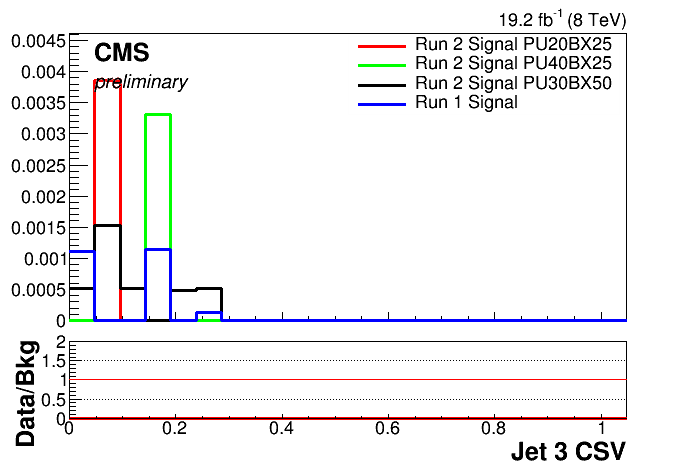 19.2 fb-1 (8 TeV)
CMS
preliminary
Run 2 Signal PU20BX25
Run 2 Signal PU40BX25
Run 2 Signal PU30BX50
Run 1 Signal
0.0045
0.004
0.0035
0.003
0.0025
0.002
0.0015
0.001
0.0005
0
Data/Bkg
2
1.5
1
0.5
0
0 0.2 0.4 0.6 0.8 1
Jet 3 CSV